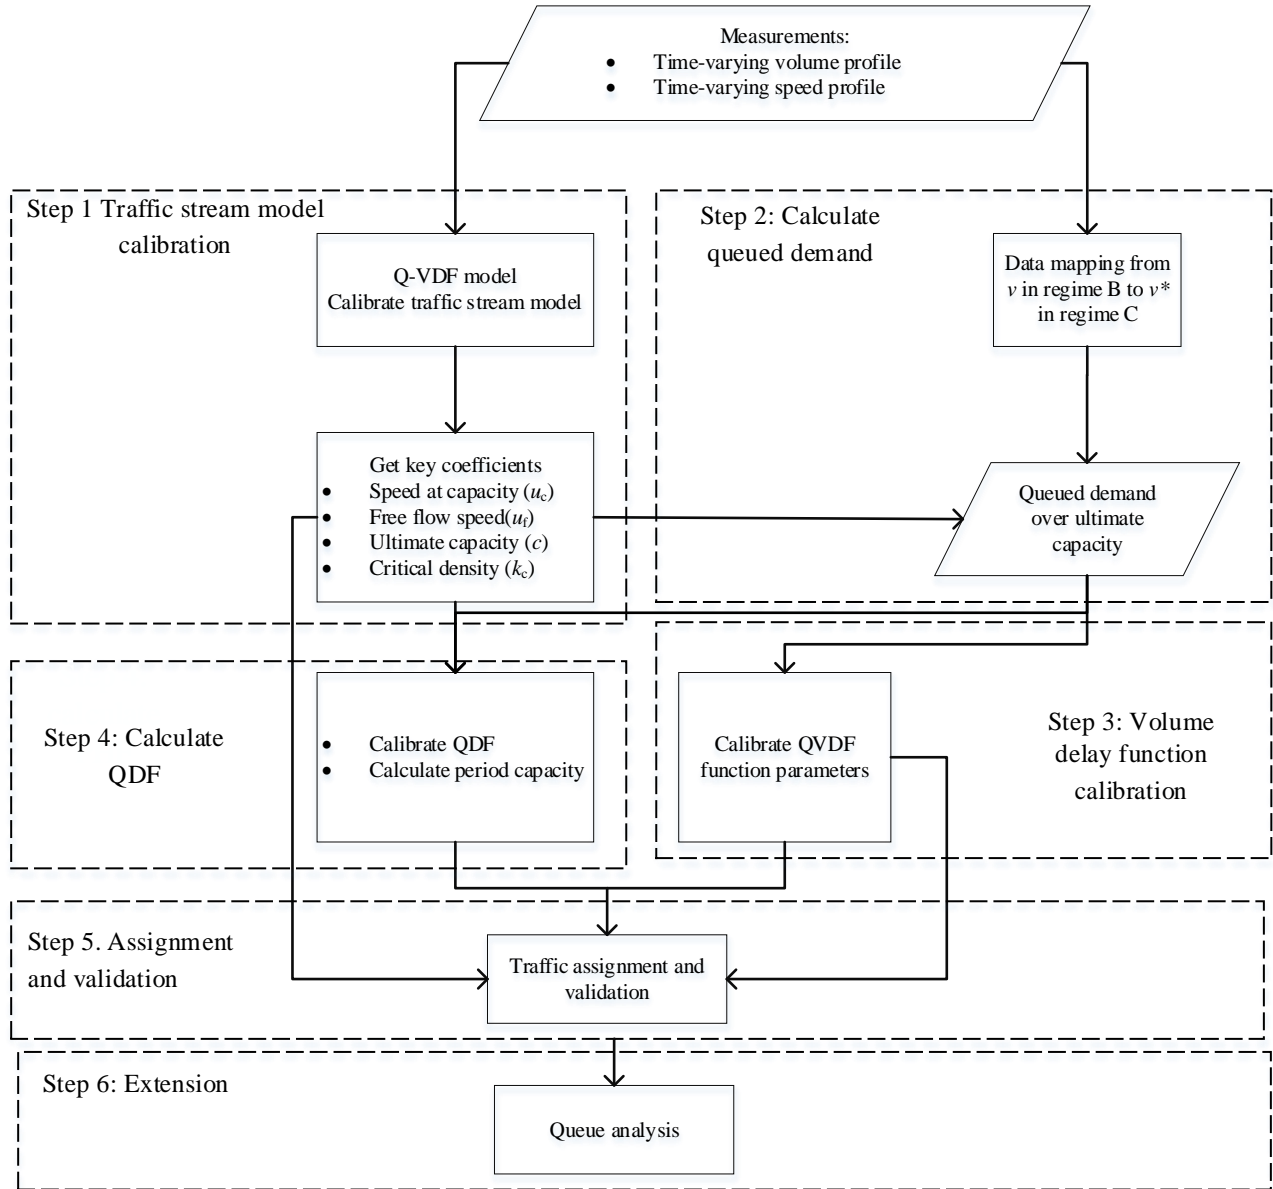 Measurements:
• Time-varying volume profile
• Time-varying speed profile
Step 1 Traffic stream model
calibration
Q-VDF model
Calibrate traffic stream model
Get key coefficients
• Speed at capacity (uc)
• Free flow speed(uf)
• Ultimate capacity (c)
• Critical density (kc)
Step 2: Calculate
queued demand
Data mapping from
v in regime B to v*
in regime C
Queued demand
over ultimate
capacity
Step 4: Calculate
QDF
• Calibrate QDF
• Calculate period capacity
Calibrate QVDF
function parameters
Step 3: Volume
delay function
calibration
Step 5. Assignment
and validation
Traffic assignment and
validation
Step 6: Extension
Queue analysis